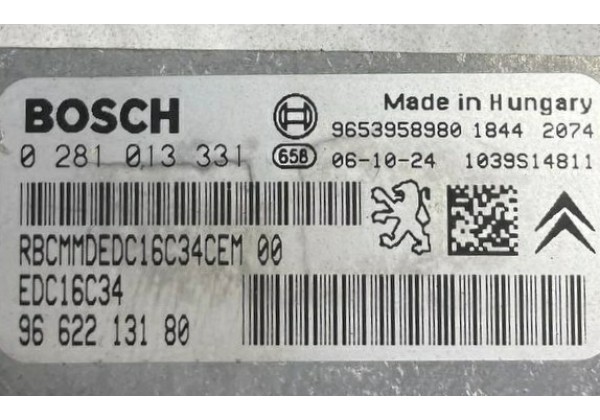 BOSCH
Made in Hungary
9653958980 1844 2074
0 281 013 331
658 06-10-24 1039S14811
RBCMMDEDC16C34CEM 00
EDC16C34
96 622 131 80